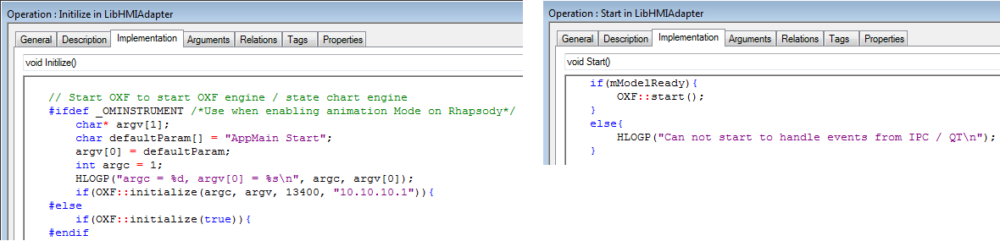 Operation : Initilize in LibHMIAdapter
General Description Implementation Arguments Relations Tags Properties
void Initilize()
// Start OXF to start OXF engine / state chart engine
#ifdef _OMINSTRUMENT /*Use when enabling animation Mode on Rhapsody*/
char* argv[1];
char defaultParam[] = "AppMain Start";
argv[0] = defaultParam;
int argc = 1;
HLOGP("argc = %d, argv[0] = %s\n", argc, argv[0]);
if(OXF::initialize(argc, argv, 13400, "10.10.10.1")){
#else
if(OXF::initialize(true)){
#endif
Operation : Start in LibHMIAdapter
General Description Implementation Arguments Relations Tags Properties
void Start()
if(mModelReady){
OXF::start();
}
else{
HLOGP("Can not start to handle events from IPC / QT\n");
}